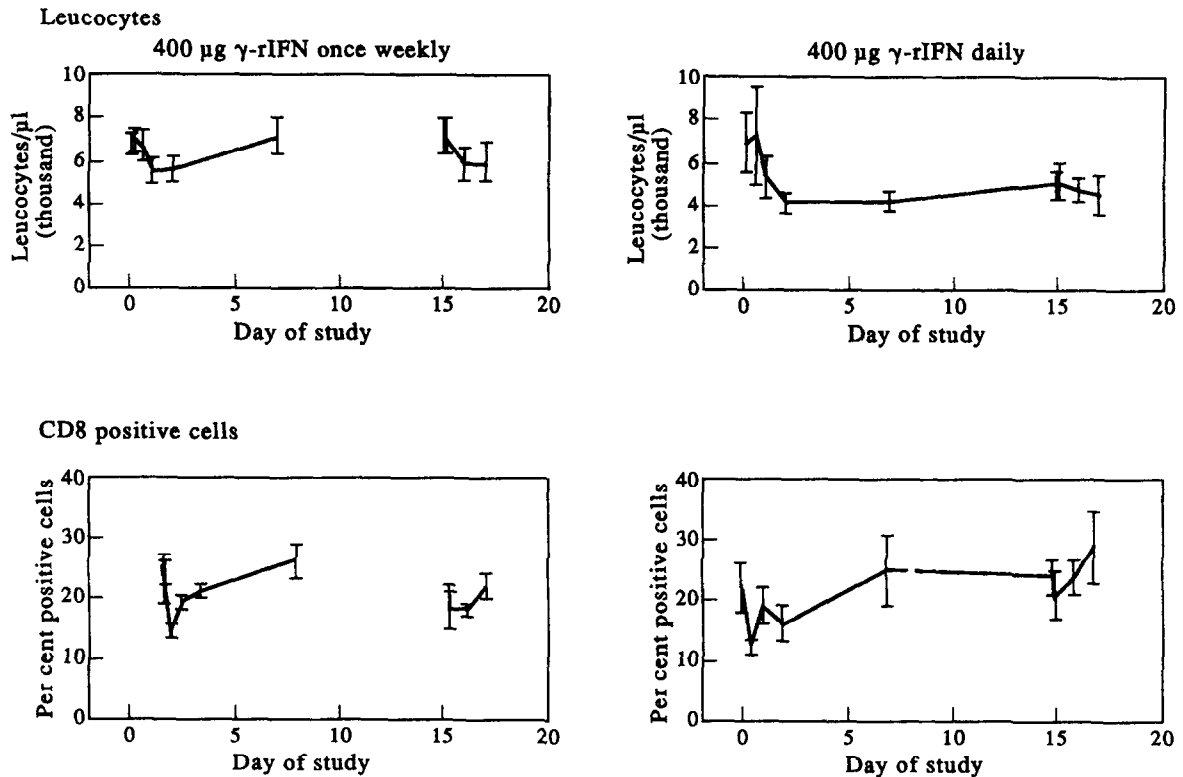 Leucocytes
400 µg γ-rIFN once weekly
10
8
6
4
2
0
Leucocytes/µl
(thousand)
0 5 10 15 20
Day of study
400 µg γ-rIFN daily
10
8
6
4
2
0
Leucocytes/µl
(thousand)
0 5 10 15 20
Day of study
CD8 positive cells
40
30
20
10
0
Per cent positive cells
0 5 10 15 20
Day of study
40
30
20
10
0
Per cent positive cells
0 5 10 15 20
Day of study